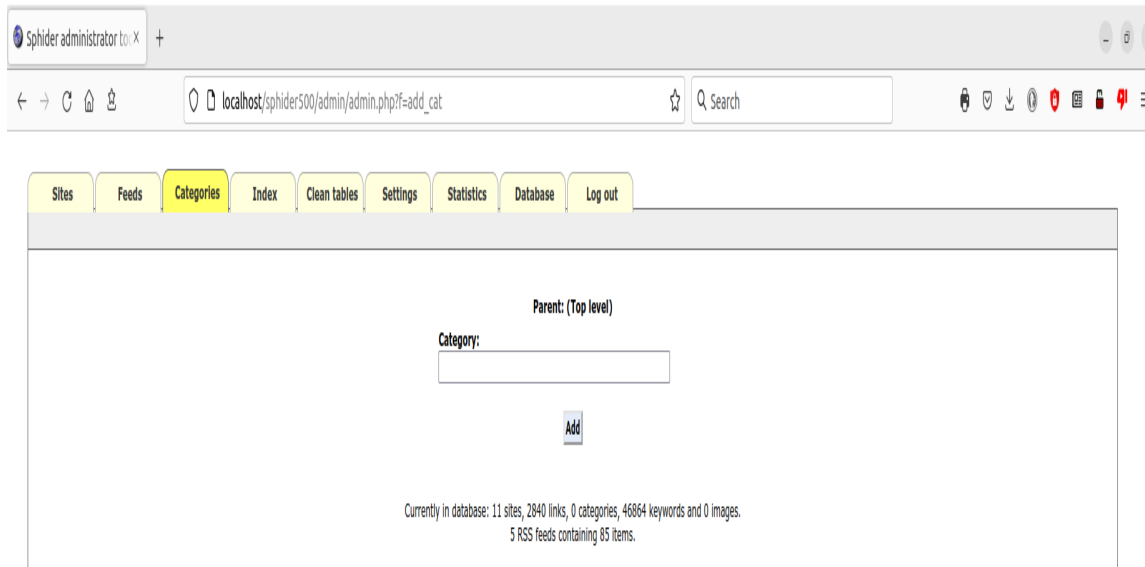 Sphider administrator to
localhost/sphider500/admin/admin.php?f=add_cat
Search
Sites Feeds Categories Index Clean tables Settings Statistics Database Log out
Parent: (Top level)
Category:
Add
Currently in database: 11 sites, 2840 links, 0 categories, 46864 keywords and 0 images.
5 RSS feeds containing 85 items.